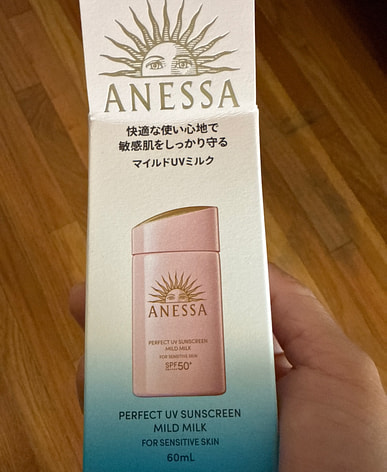 ANESSA
快適な使い心地で
敏感肌をしっかり守る
マイルドUVミルク
ANESSA
PERFECT UV SUNSCREEN
MILD MILK
FOR SENSITIVE SKIN
SPF50+
PERFECT UV SUNSCREEN
MILD MILK
FOR SENSITIVE SKIN
60mL